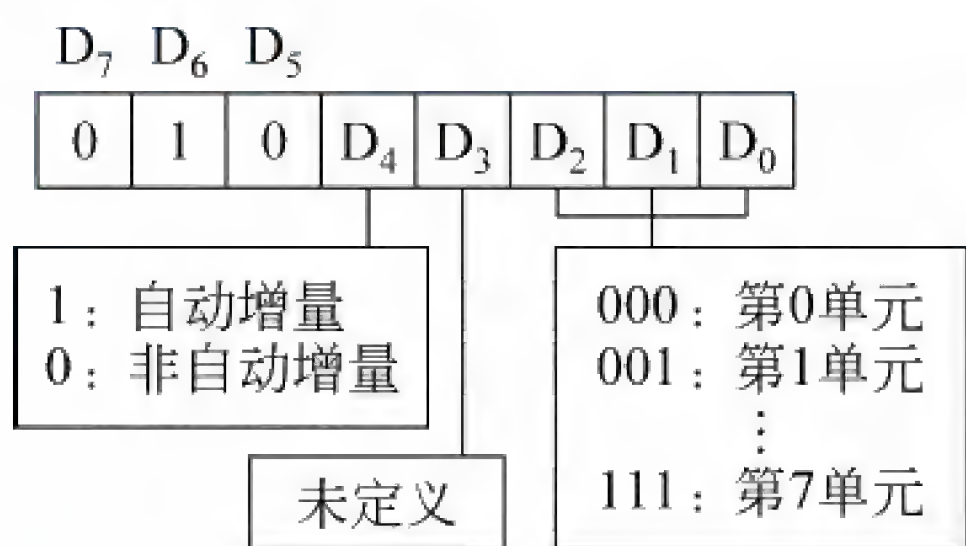 D₇ D₆ D₅
0 1 0 D₄ D₃ D₂ D₁ D₀
1：自动增量
0：非自动增量
未定义
000：第0单元
001：第1单元
⋮
111：第7单元